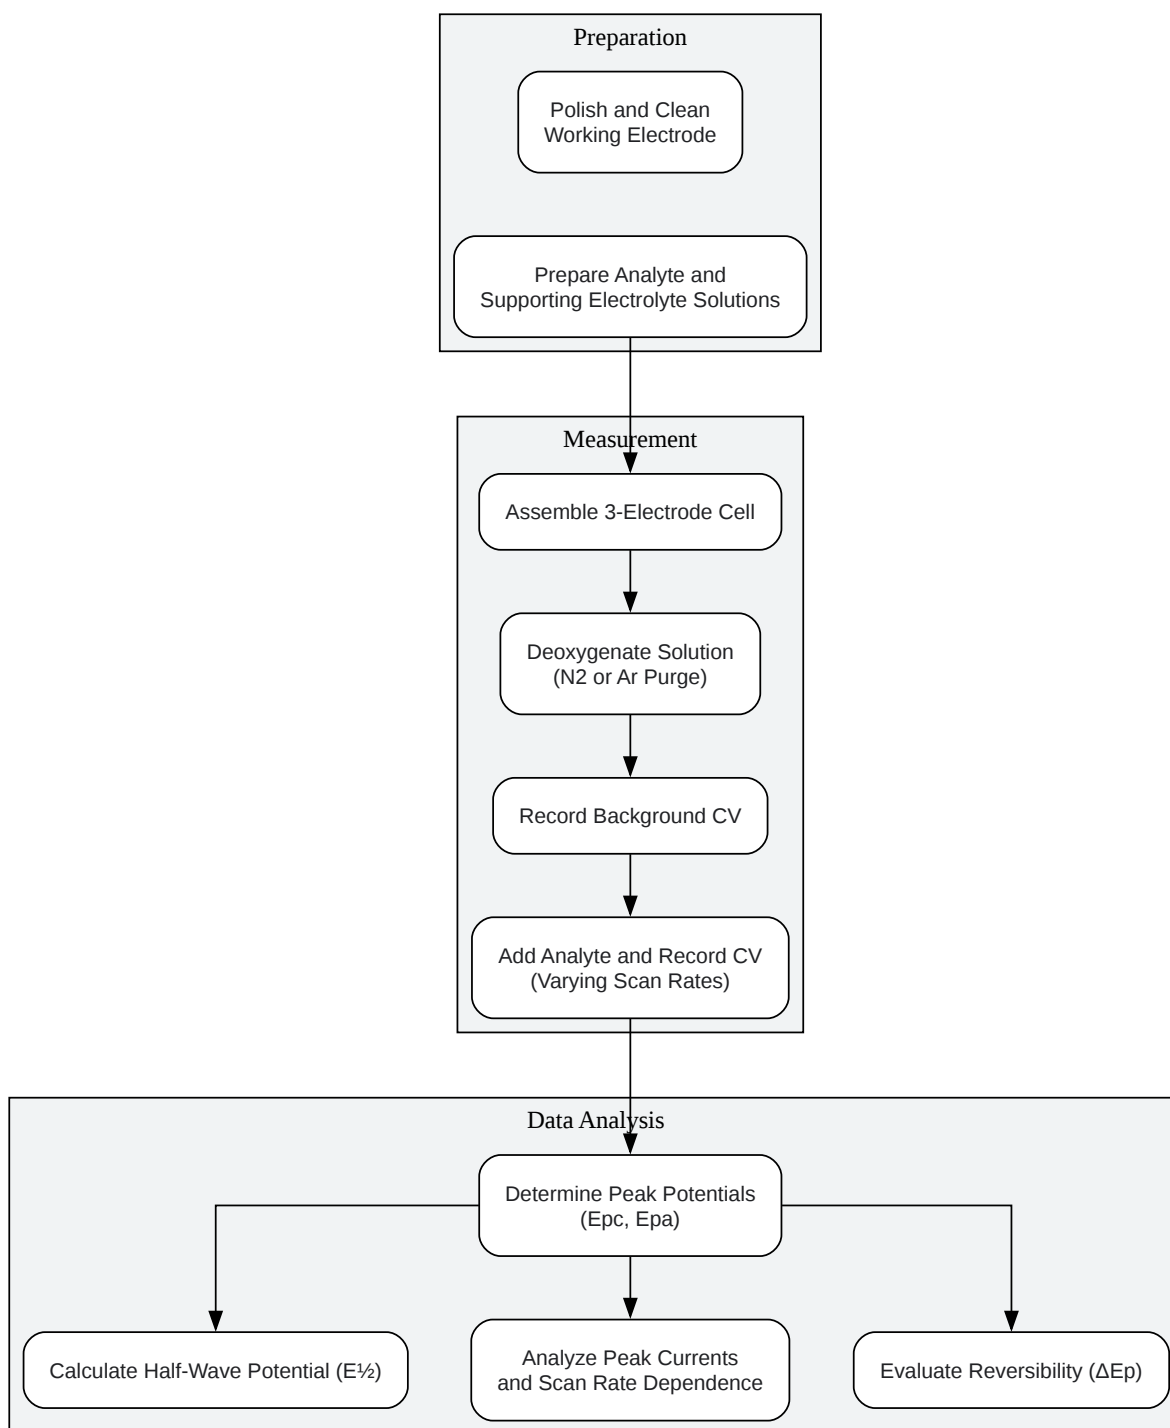 Preparation
Polish and Clean
Working Electrode
Prepare Analyte and
Supporting Electrolyte Solutions
Measurement
Assemble 3-Electrode Cell
Deoxygenate Solution
(N2 or Ar Purge)
Record Background CV
Add Analyte and Record CV
(Varying Scan Rates)
Data Analysis
Determine Peak Potentials
(Epc, Epa)
Calculate Half-Wave Potential (E½)
Analyze Peak Currents
and Scan Rate Dependence
Evaluate Reversibility (ΔEp)